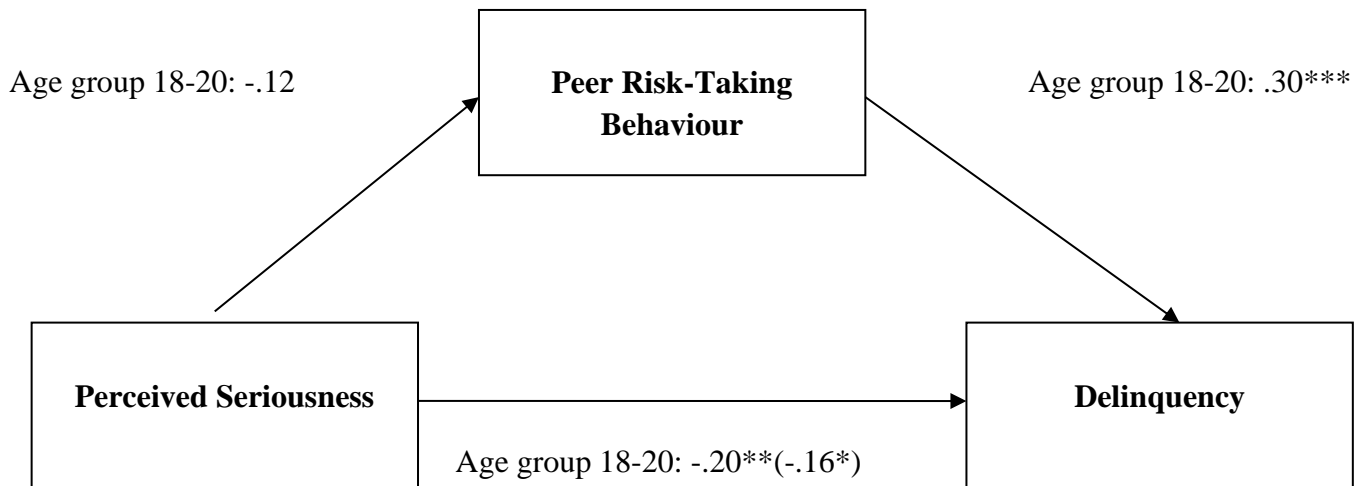 Age group 18-20: -.12
Peer Risk-Taking
Behaviour
Age group 18-20: .30***
Perceived Seriousness
Delinquency
Age group 18-20: -.20**(-.16*)